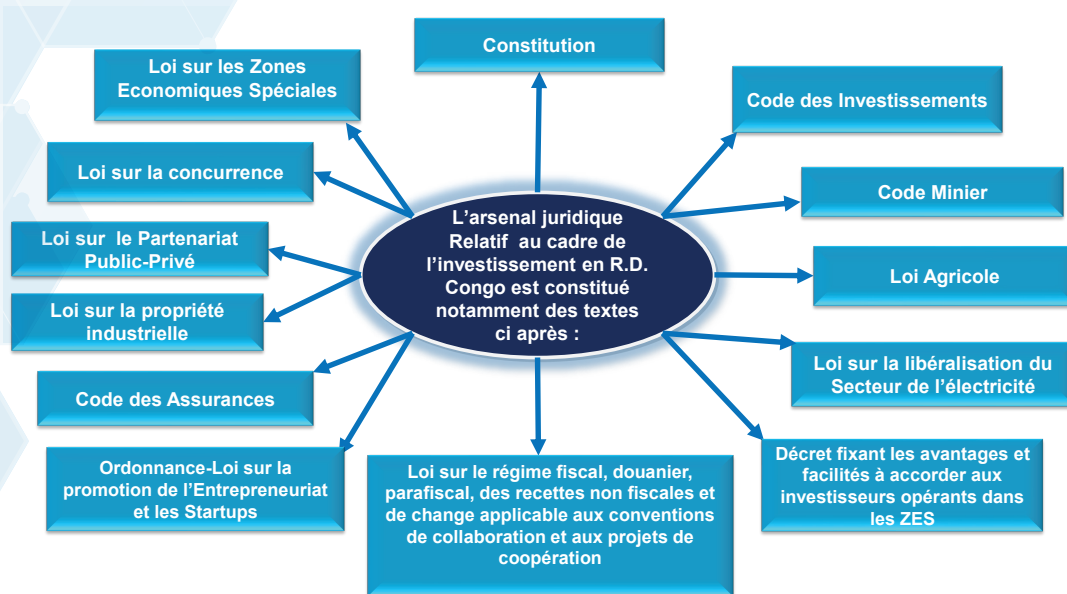 Constitution
Loi sur les Zones
Economiques Spéciales
Code des Investissements
Loi sur la concurrence
Code Minier
L'arsenal juridique
Relatif au cadre de
l'investissement en R.D.
Congo est constitué
notamment des textes
ci après :
Loi sur le Partenariat
Public-Privé
Loi Agricole
Loi sur la propriété
industrielle
Loi sur la libéralisation du
Secteur de l'électricité
Code des Assurances
Ordonnance-Loi sur la
promotion de l'Entrepreneuriat
et les Startups
Loi sur le régime fiscal, douanier,
parafiscal, des recettes non fiscales et
de change applicable aux conventions
de collaboration et aux projets de
coopération
Décret fixant les avantages et
facilités à accorder aux
investisseurs opérants dans
les ZES